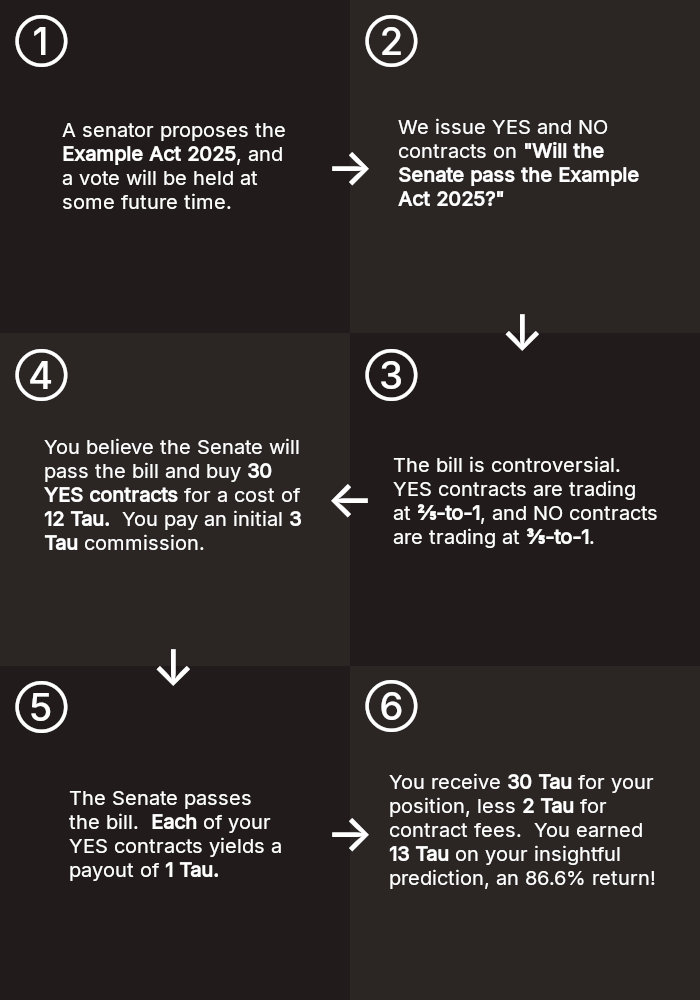 1
A senator proposes the
Example Act 2025, and
a vote will be held at
some future time.
2
We issue YES and NO
contracts on "Will the
Senate pass the Example
Act 2025?"
3
The bill is controversial.
YES contracts are trading
at ⅖-to-1, and NO contracts
are trading at ⅗-to-1.
4
You believe the Senate will
pass the bill and buy 30
YES contracts for a cost of
12 Tau.  You pay an initial 3
Tau commission.
5
The Senate passes
the bill.  Each of your
YES contracts yields a
payout of 1 Tau.
6
You receive 30 Tau for your
position, less 2 Tau for
contract fees.  You earned
13 Tau on your insightful
prediction, an 86.6% return!